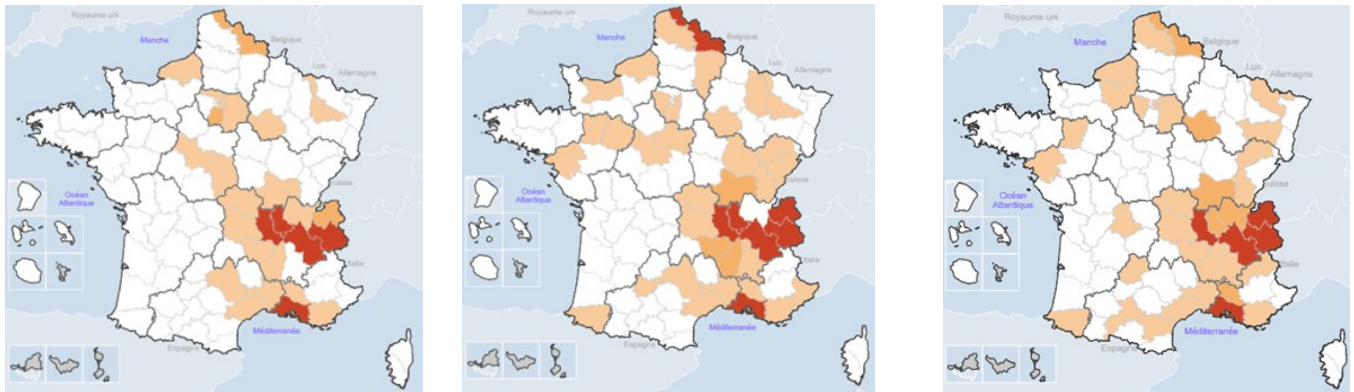 Royaume uni
Manche
Belgique
Lux.
Allemagne
Suisse
Océan
Atlantique
Italie
Méditerranée
Espagne
Royaume uni
Manche
Belgique
Lux.
Allemagne
Suisse
Océan
Atlantique
Italie
Méditerranée
Espagne
Royaume uni
Manche
Belgique
Lux.
Allemagne
Suisse
Océan
Atlantique
Italie
Méditerranée
Espagne